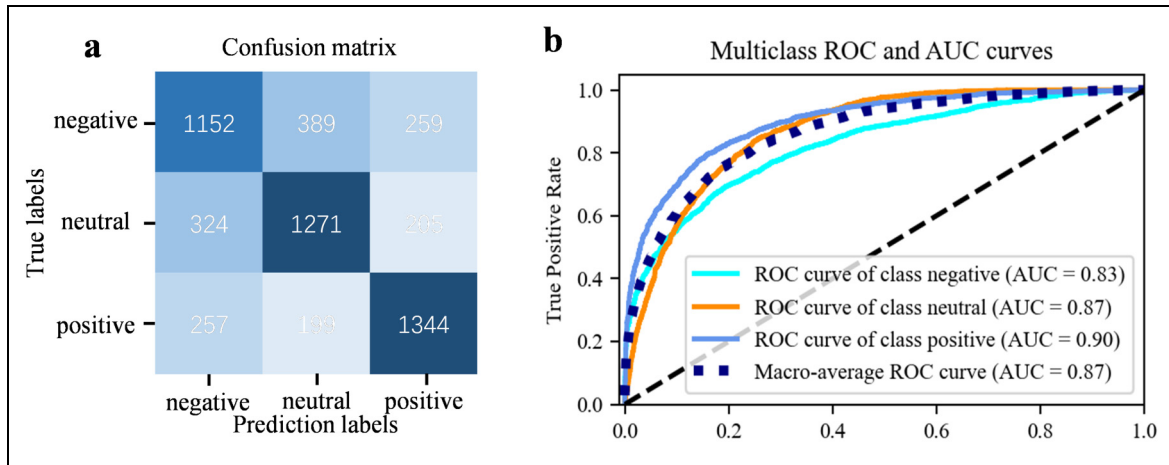 a
Confusion matrix
True labels
negative
1152 389 259
neutral
324 1271 205
positive
257 199 1344
negative neutral positive
Prediction labels
b
Multiclass ROC and AUC curves
True Positive Rate
1.0
0.8
0.6
0.4
0.2
0.0
ROC curve of class negative (AUC = 0.83)
ROC curve of class neutral (AUC = 0.87)
ROC curve of class positive (AUC = 0.90)
Macro-average ROC curve (AUC = 0.87)
0.0 0.2 0.4 0.6 0.8 1.0